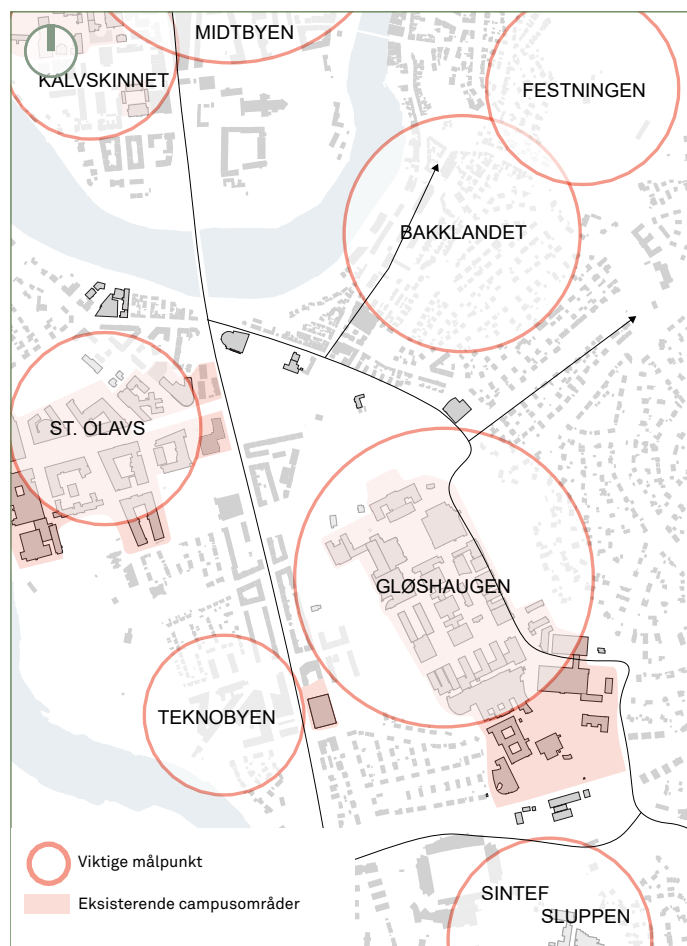 MIDTBYEN
KALVSKINNET
FESTNINGEN
BAKKLANDET
ST. OLAVS
GLØSHAUGEN
TEKNOBYEN
Viktige målpunkt
Eksisterende campusområder
SINTEF
SLUPPEN